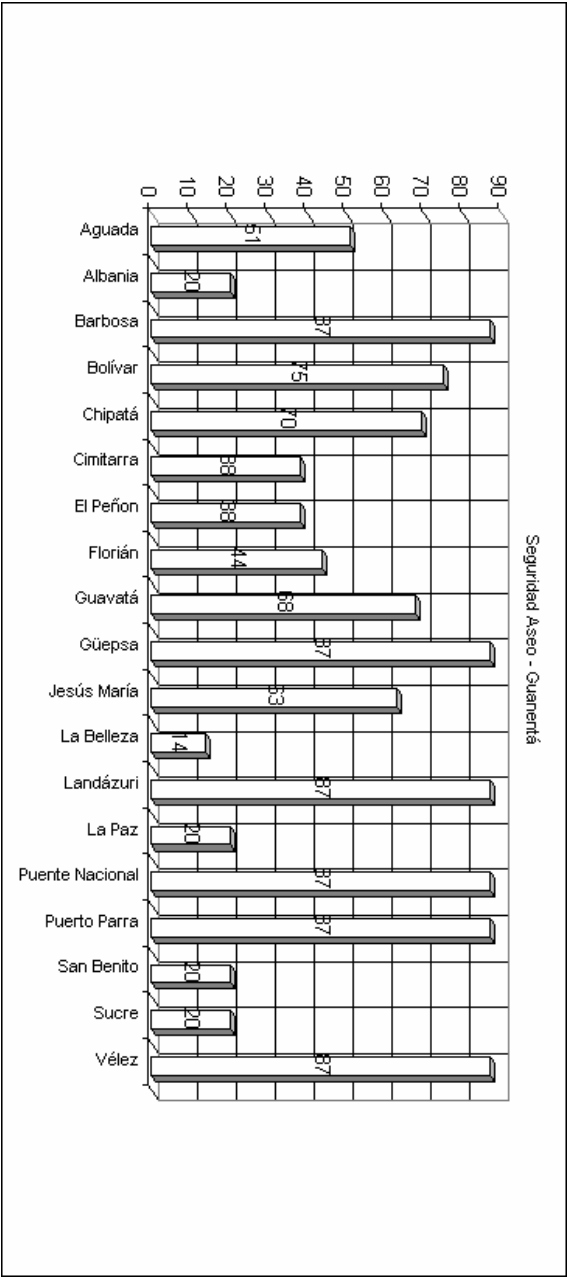 Seguridad Aseo - Guanentá
90
80
70
60
50
40
30
20
10
0
Aguada 51
Albania 20
Barbosa 87
Bolívar 75
Chipatá 70
Cimitarra 38
El Peñon 38
Florián 44
Guavatá 68
Güepsa 87
Jesús María 63
La Belleza 14
Landázuri 87
La Paz 20
Puente Nacional 87
Puerto Parra 87
San Benito 20
Sucre 20
Vélez 87